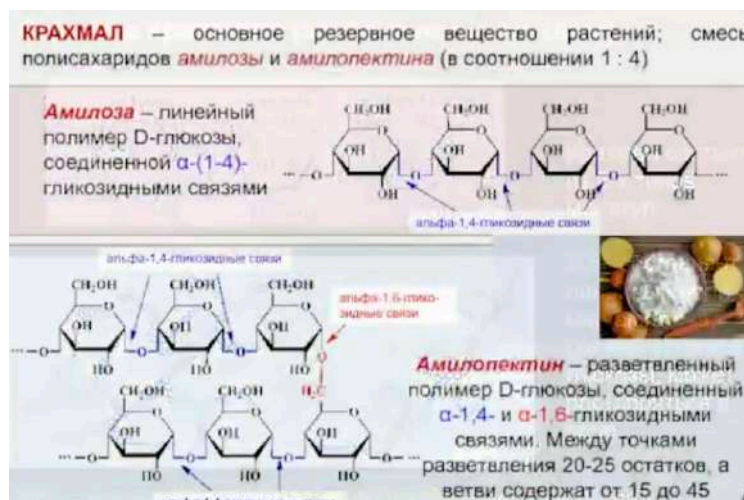 КРАХМАЛ – основное резервное вещество растений; смесь
полисахаридов амилозы и амилопектина (в соотношении 1 : 4)
Амилоза – линейный
полимер D-глюкозы,
соединенной α-(1-4)-
гликозидными связями
CH₂OH CH₂OH CH₂OH CH₂OH
O O O O
OH OH OH OH
... O O O O ...
OH OH OH OH
альфа-1,4-гликозидные связи
альфа-1,4-гликозидные связи
CH₂OH CH₂OH CH₂OH
O O O
OH OH OH
... O O O O
HO HO HO
альфа-1,6-глико-
зидные связи
CH₂OH CH₂OH H₂C
O O O
OH OH OH
... O O O O ...
HO HO HO
Амилопектин – разветвленный
полимер D-глюкозы, соединенный
α-1,4- и α-1,6-гликозидными
связями. Между точками
разветвления 20-25 остатков, а
ветви содержат от 15 до 45